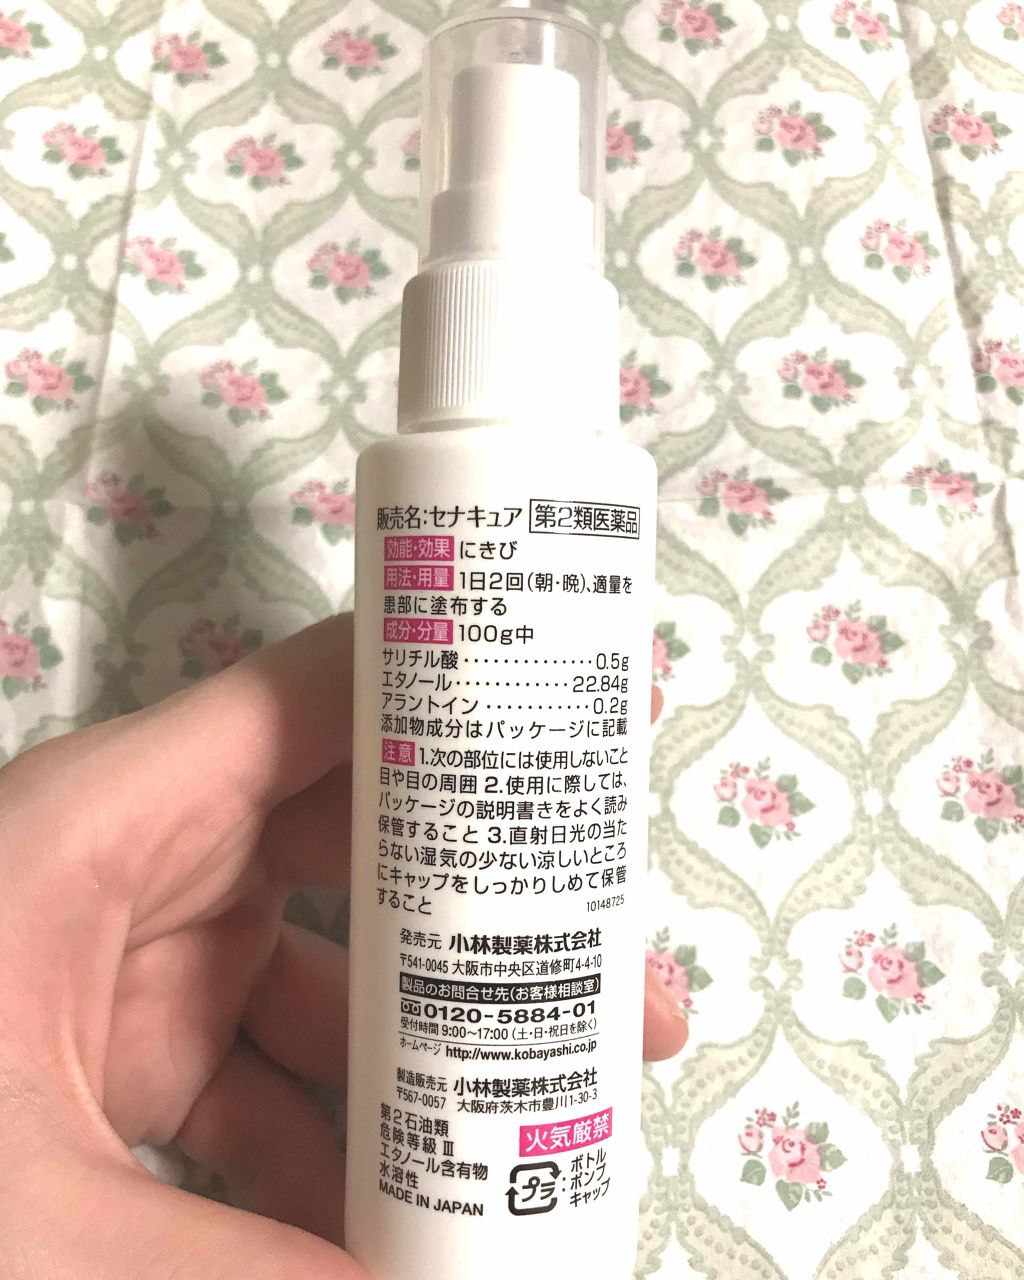 販売名:セナキュア 第2類医薬品
効能・効果 にきび
用法・用量 1日2回(朝・晩)、適量を
患部に塗布する
成分・分量 100g中
サリチル酸‥‥‥‥‥‥‥0.5g
エタノール‥‥‥‥‥‥22.84g
アラントイン‥‥‥‥‥‥0.2g
添加物成分はパッケージに記載
注意 1.次の部位には使用しないこと
目や目の周囲 2.使用に際しては、
パッケージの説明書きをよく読み
保管すること 3.直射日光の当た
らない湿気の少ない涼しいところ
にキャップをしっかりしめて保管
すること
10148725
発売元 小林製薬株式会社
〒541-0045 大阪市中央区道修町4-4-10
製品のお問合せ先(お客様相談室)
0120-5884-01
受付時間 9:00〜17:00 (土・日・祝日を除く)
ホームページ http://www.kobayashi.co.jp
製造販売元 小林製薬株式会社
〒567-0057 大阪府茨木市豊川1-30-3
第2石油類
危険等級 Ⅲ
エタノール含有物
水溶性
MADE IN JAPAN
火気厳禁
プラ
:ボトル
ポンプ
キャップ